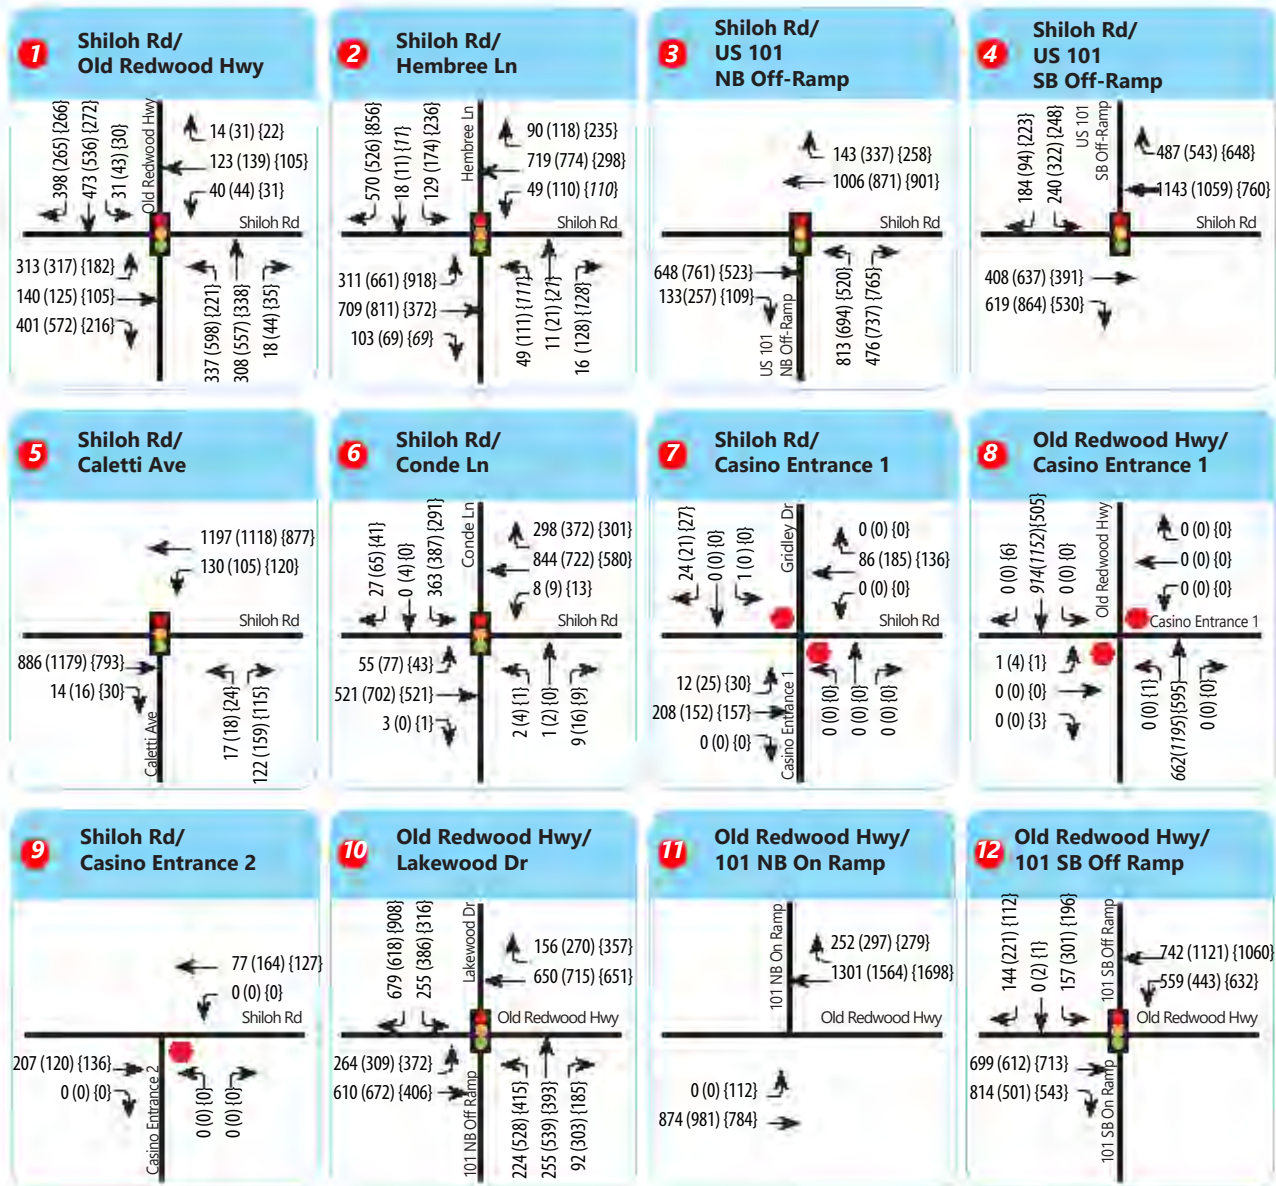 1
Shiloh Rd/
Old Redwood Hwy
398 (265) {266}
473 (536) {272}
31 (43) {30}
Old Redwood Hwy
14 (31) {22}
123 (139) {105}
40 (44) {31}
Shiloh Rd
313 (317) {182}
140 (125) {105}
401 (572) {216}
337 (598) {221}
308 (557) {338}
18 (44) {35}
2
Shiloh Rd/
Hembree Ln
570 (526) {856}
18 (11) {17}
129 (174) {236}
Hembree Ln
90 (118) {235}
719 (774) {298}
49 (110) {110}
Shiloh Rd
311 (661) {918}
709 (811) {372}
103 (69) {69}
49 (111) {111}
11 (21) {21}
16 (128) {128}
3
Shiloh Rd/
US 101
NB Off-Ramp
143 (337) {258}
1006 (871) {901}
Shiloh Rd
648 (761) {523}
133(257) {109}
US 101
NB Off-Ramp
813 (694) {520}
476 (737) {765}
4
Shiloh Rd/
US 101
SB Off-Ramp
184 (94) {223}
240 (322) {248}
US 101
SB Off-Ramp
487 (543) {648}
1143 (1059) {760}
Shiloh Rd
408 (637) {391}
619 (864) {530}
5
Shiloh Rd/
Caletti Ave
1197 (1118) {877}
130 (105) {120}
Shiloh Rd
886 (1179) {793}
14 (16) {30}
Caletti Ave
17 (18) {24}
122 (159) {115}
6
Shiloh Rd/
Conde Ln
27 (65) {41}
0 (4) {0}
363 (387) {291}
Conde Ln
298 (372) {301}
844 (722) {580}
8 (9) {13}
Shiloh Rd
55 (77) {43}
521 (702) {521}
3 (0) {1}
2 (4) {1}
1 (2) {0}
9 (16) {9}
7
Shiloh Rd/
Casino Entrance 1
24 (21) {27}
0 (0) {0}
1 (0 ) {0}
Gridley Dr
0 (0) {0}
86 (185) {136}
0 (0) {0}
Shiloh Rd
12 (25) {30}
208 (152) {157}
0 (0) {0}
Casino Entrance 1
0 (0) {0}
0 (0) {0}
0 (0) {0}
8
Old Redwood Hwy/
Casino Entrance 1
0 (0) {6}
914(1152){505}
0 (0) {0}
Old Redwood Hwy
0 (0) {0}
0 (0) {0}
0 (0) {0}
Casino Entrance 1
1 (4) {1}
0 (0) {0}
0 (0) {3}
0 (0) {1}
662(1195){595}
0 (0) {0}
9
Shiloh Rd/
Casino Entrance 2
77 (164) {127}
0 (0) {0}
Shiloh Rd
207 (120) {136}
0 (0) {0}
Casino Entrance 2
0 (0) {0}
0 (0) {0}
10
Old Redwood Hwy/
Lakewood Dr
679 (618) {908}
255 (386) {316}
Lakewood Dr
156 (270) {357}
650 (715) {651}
Old Redwood Hwy
264 (309) {372}
610 (672) {406}
101 NB Off Ramp
224 (528) {415}
255 (539) {393}
92 (303) {185}
11
Old Redwood Hwy/
101 NB On Ramp
101 NB On Ramp
252 (297) {279}
1301 (1564) {1698}
Old Redwood Hwy
0 (0) {112}
874 (981) {784}
12
Old Redwood Hwy/
101 SB Off Ramp
144 (221) {112}
0 (2) {1}
157 (301) {196}
101 SB Off Ramp
742 (1121) {1060}
559 (443) {632}
Old Redwood Hwy
699 (612) {713}
814 (501) {543}
101 SB On Ramp